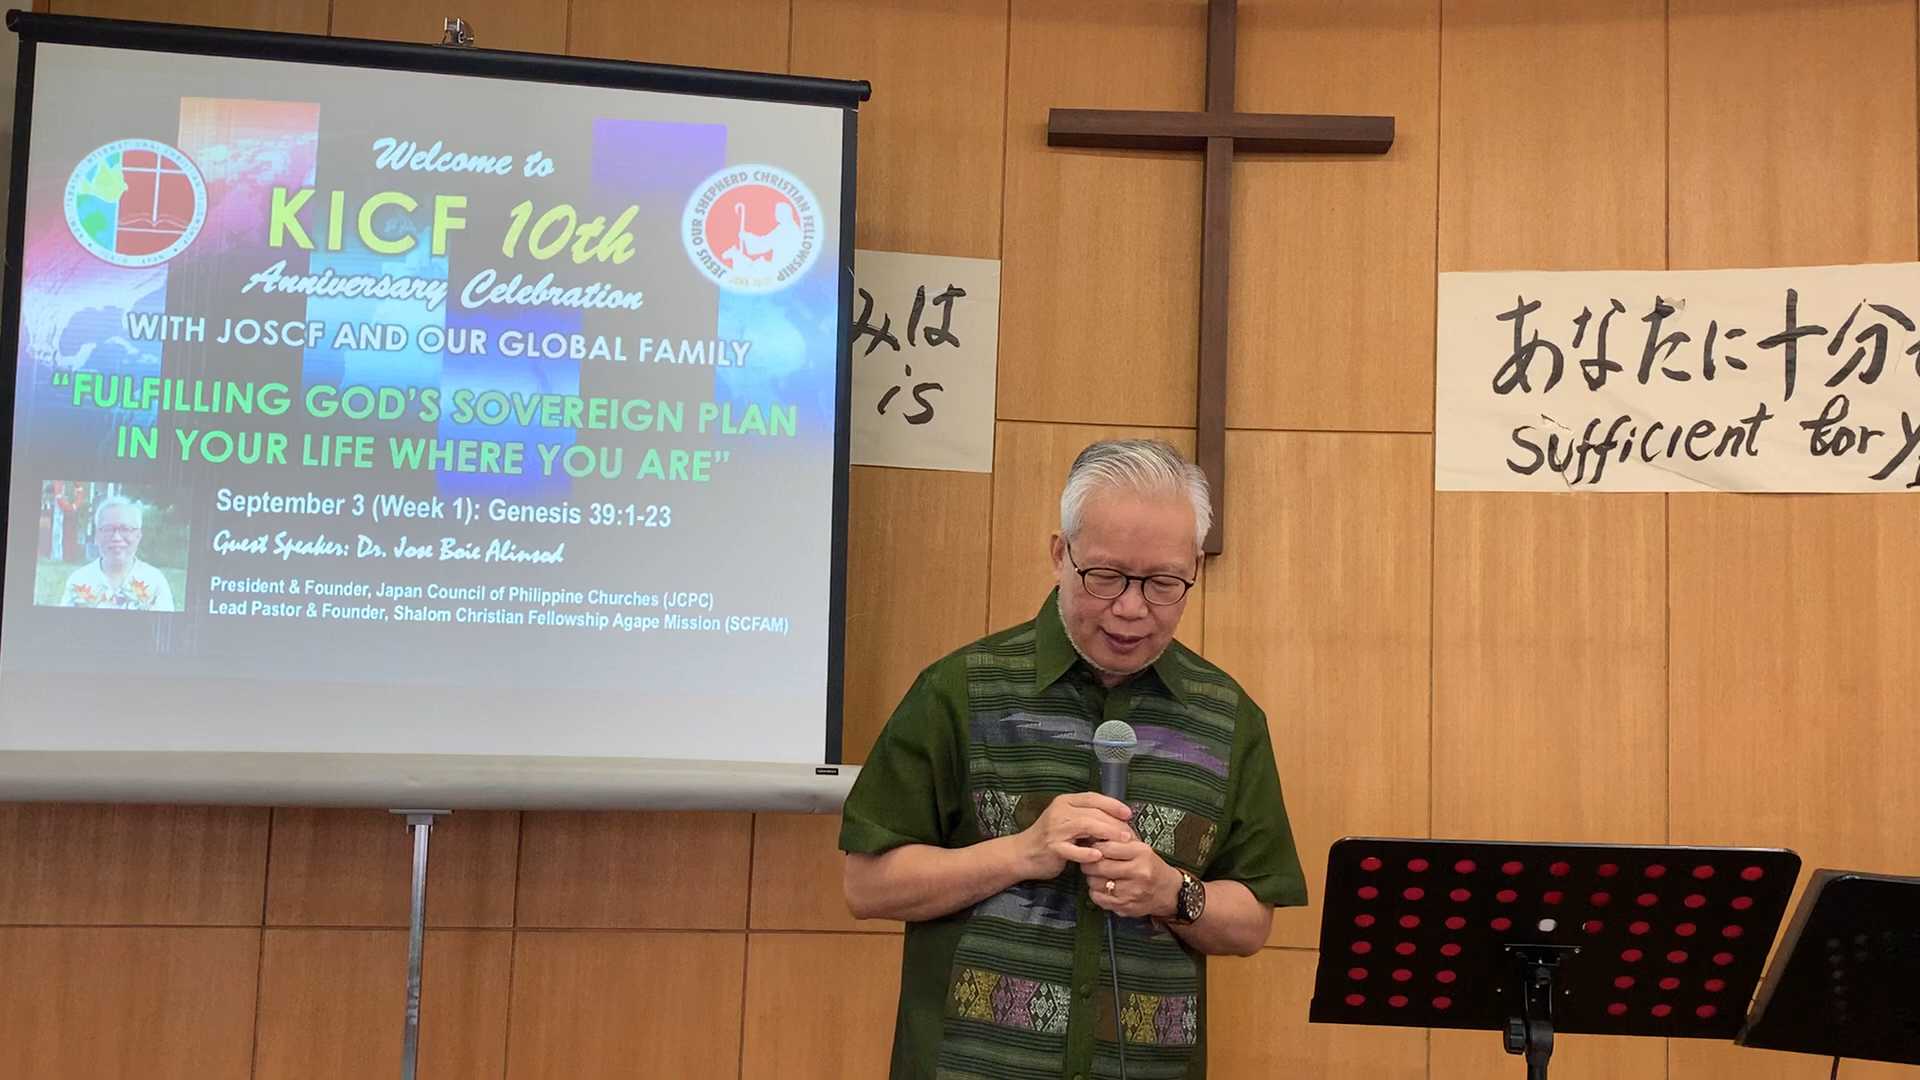 Welcome to
KICF 10th
Anniversary Celebration
WITH JOSCF AND OUR GLOBAL FAMILY
"FULFILLING GOD'S SOVEREIGN PLAN
IN YOUR LIFE WHERE YOU ARE"
September 3 (Week 1): Genesis 39:1-23
Guest Speaker: Dr. Jose Boie Alinsod
President & Founder, Japan Council of Philippine Churches (JCPC)
Lead Pastor & Founder, Shalom Christian Fellowship Agape Mission (SCFAM)
JESUS OUR SHEPHERD CHRISTIAN FELLOWSHIP
INTERNATIONAL CHRISTIAN FELLOWSHIP
みは
is
あなたに十分
sufficient for